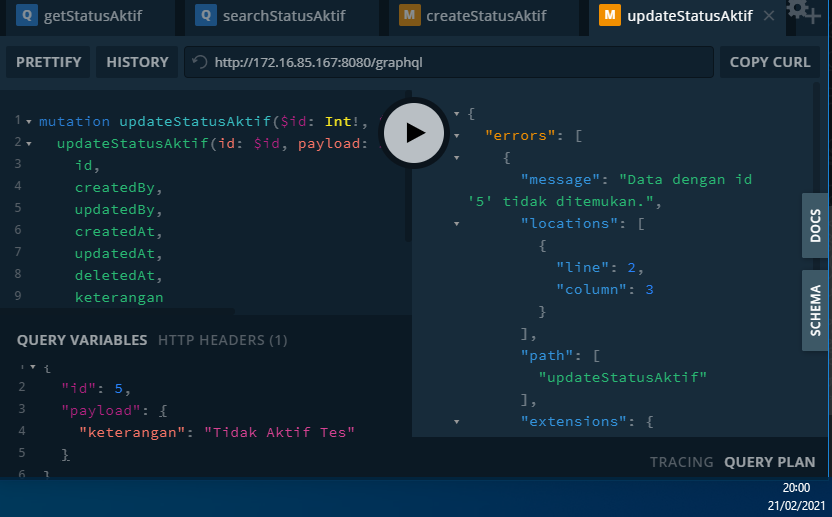 Q getStatusAktif
Q searchStatusAktif
M createStatusAktif
M updateStatusAktif
PRETTIFY HISTORY http://172.16.85.167:8080/graphql COPY CURL
1 mutation updateStatusAktif($id: Int!,
2 updateStatusAktif(id: $id, payload:
3 id,
4 createdBy,
5 updatedBy,
6 createdAt,
7 updatedAt,
8 deletedAt,
9 keterangan
QUERY VARIABLES HTTP HEADERS (1)
{
2 "id": 5,
3 "payload": {
4 "keterangan": "Tidak Aktif Tes"
5 }
6 }
{
"errors": [
{
"message": "Data dengan id
'5' tidak ditemukan.",
"locations": [
{
"line": 2,
"column": 3
}
],
"path": [
"updateStatusAktif"
],
"extensions": {
DOCS
SCHEMA
TRACING QUERY PLAN
20:00
21/02/2021